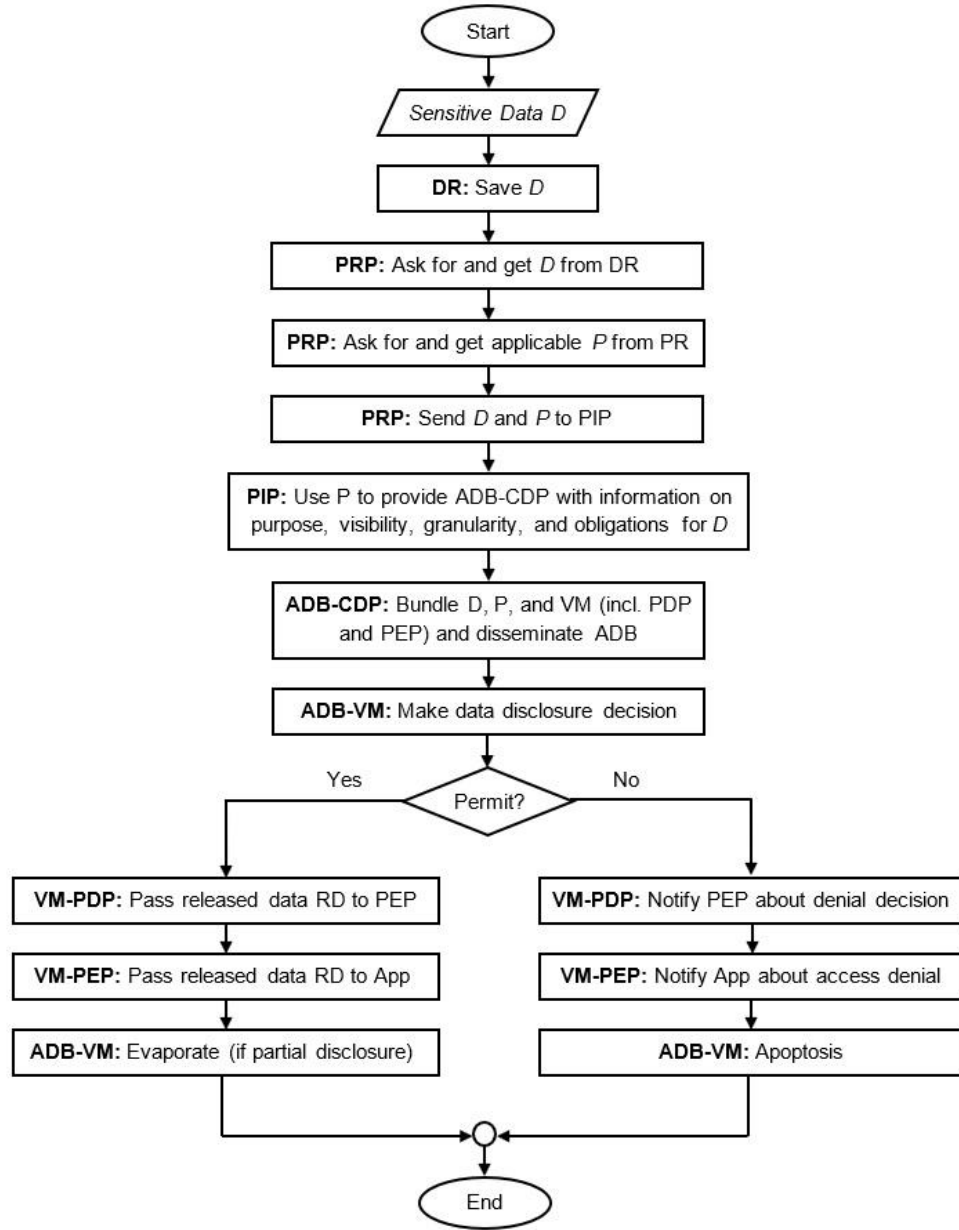 Start
Sensitive Data D
DR: Save D
PRP: Ask for and get D from DR
PRP: Ask for and get applicable P from PR
PRP: Send D and P to PIP
PIP: Use P to provide ADB-CDP with information on
purpose, visibility, granularity, and obligations for D
ADB-CDP: Bundle D, P, and VM (incl. PDP
and PEP) and disseminate ADB
ADB-VM: Make data disclosure decision
Permit?
Yes
No
VM-PDP: Pass released data RD to PEP
VM-PEP: Pass released data RD to App
ADB-VM: Evaporate (if partial disclosure)
VM-PDP: Notify PEP about denial decision
VM-PEP: Notify App about access denial
ADB-VM: Apoptosis
End